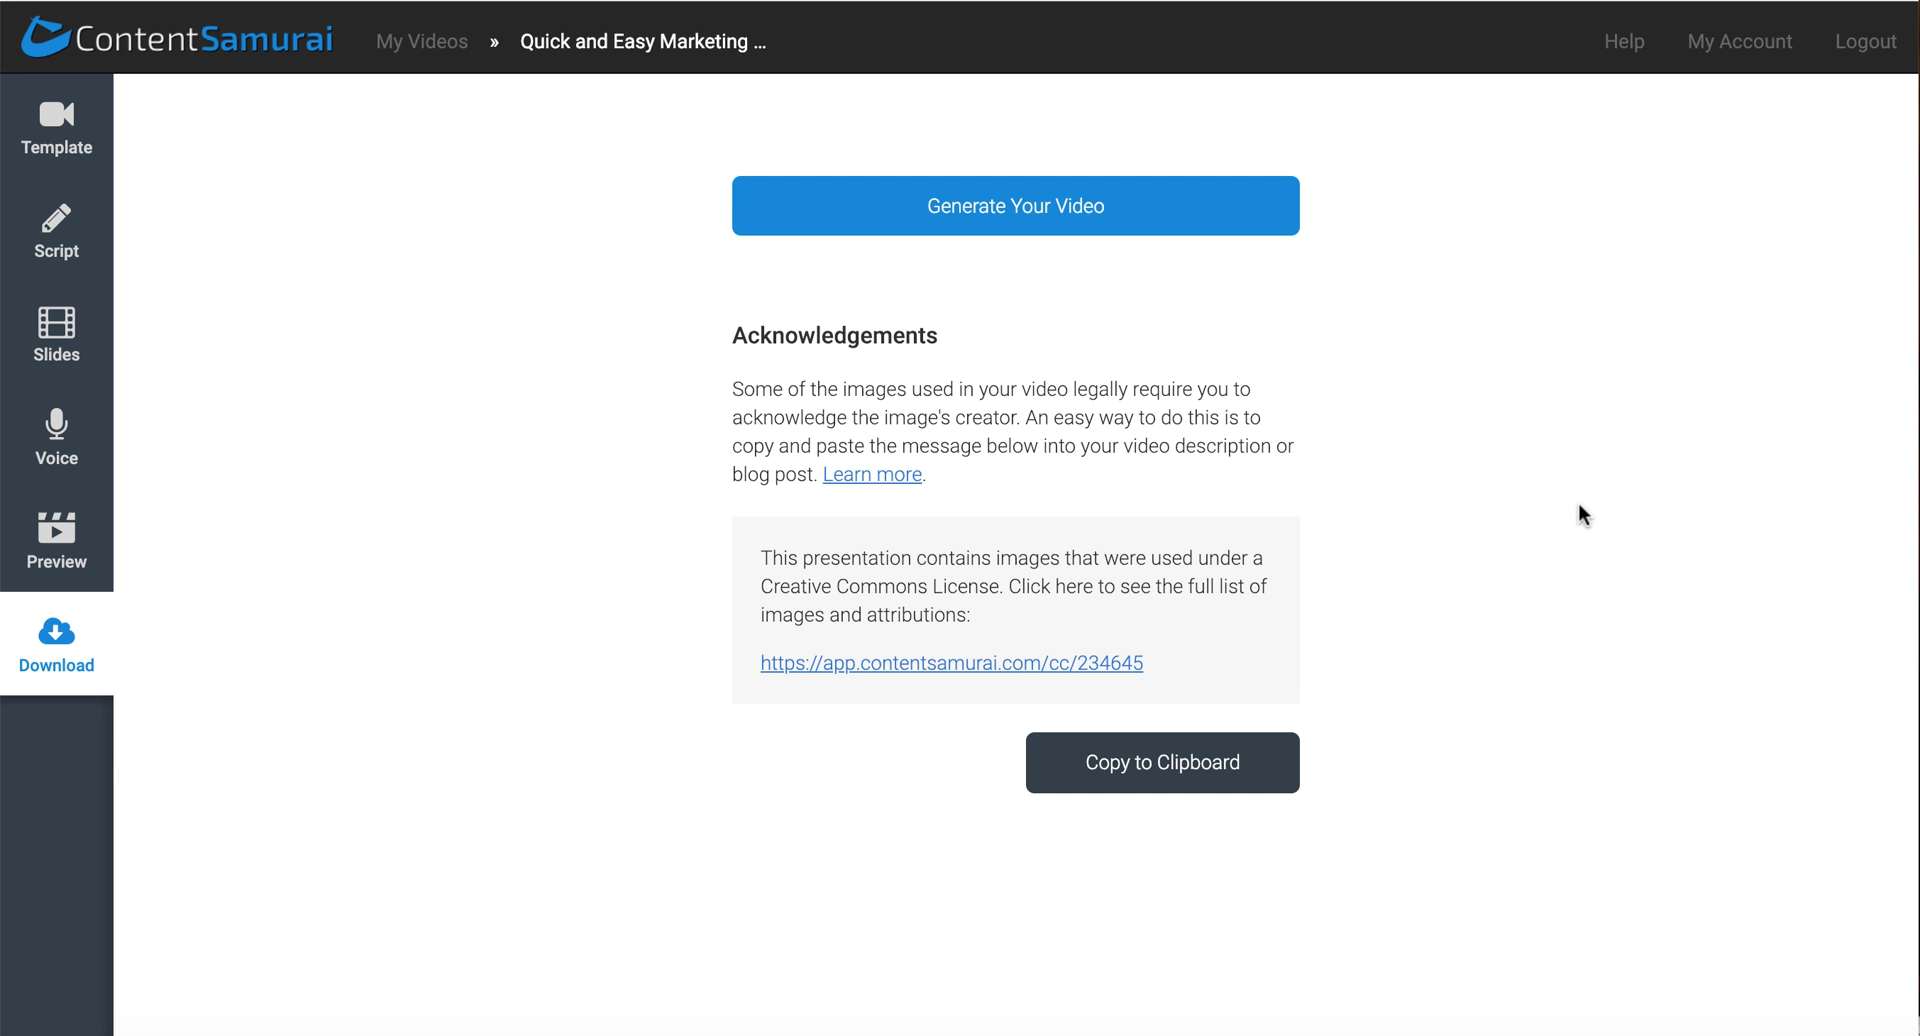 ContentSamurai My Videos » Quick and Easy Marketing ... Help My Account Logout
Template
Script
Slides
Voice
Preview
Download
Generate Your Video
Acknowledgements
Some of the images used in your video legally require you to
acknowledge the image's creator. An easy way to do this is to
copy and paste the message below into your video description or
blog post. Learn more.
This presentation contains images that were used under a
Creative Commons License. Click here to see the full list of
images and attributions:
https://app.contentsamurai.com/cc/234645
Copy to Clipboard